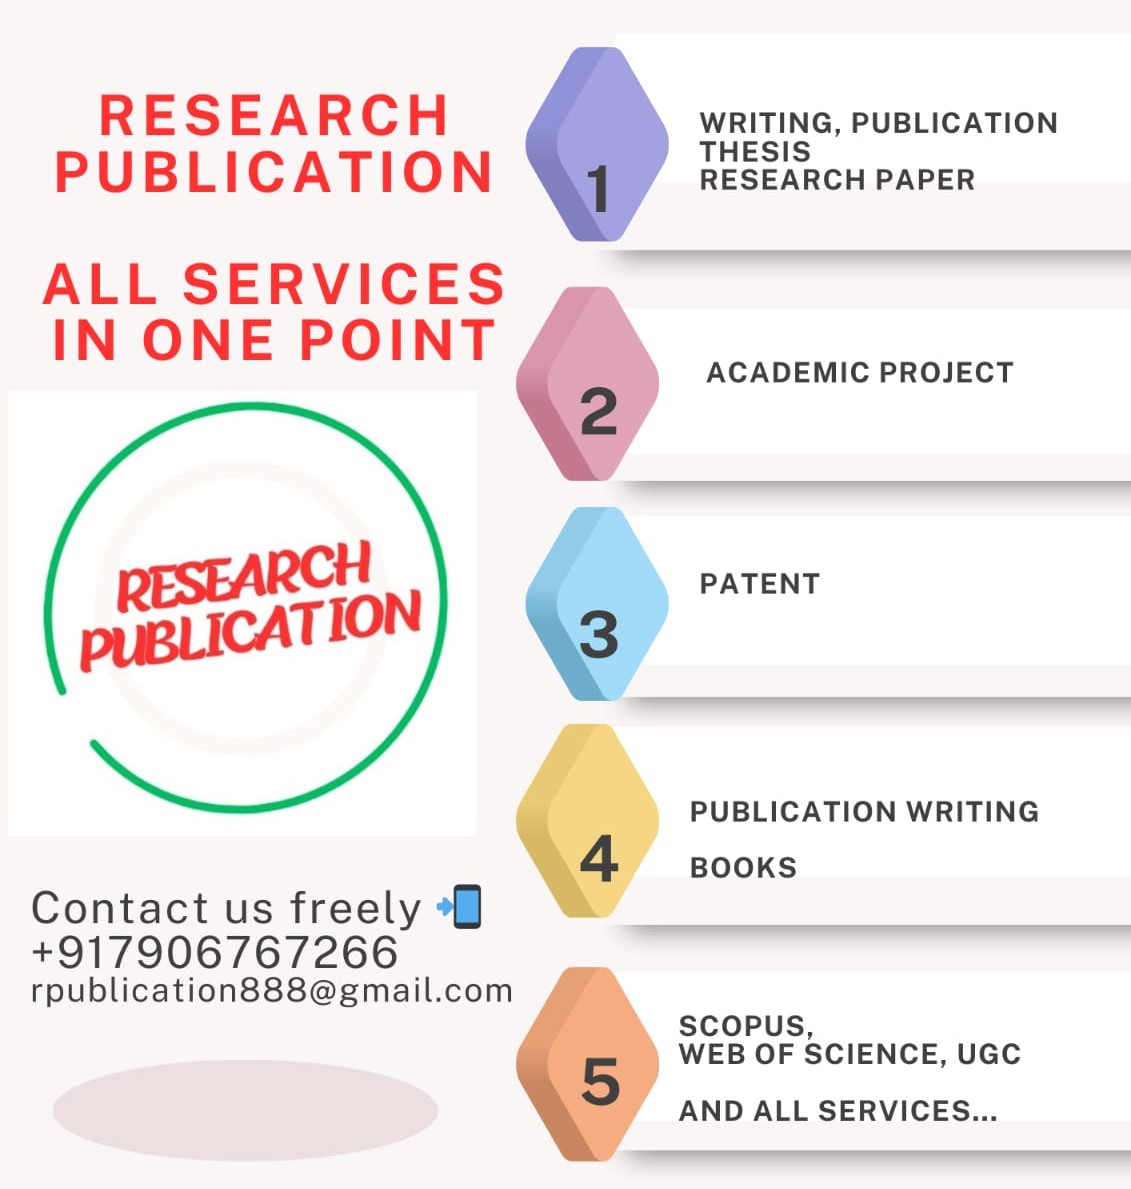 RESEARCH
PUBLICATION
ALL SERVICES
IN ONE POINT
RESEARCH
PUBLICATION
Contact us freely 📲
+917906767266
rpublication888@gmail.com
1
WRITING, PUBLICATION
THESIS
RESEARCH PAPER
2
ACADEMIC PROJECT
3
PATENT
4
PUBLICATION WRITING
BOOKS
5
SCOPUS,
WEB OF SCIENCE, UGC
AND ALL SERVICES...